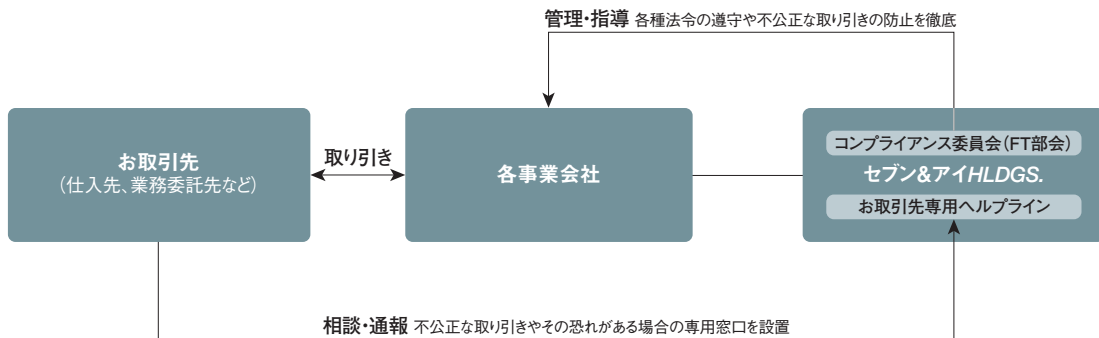 管理・指導 各種法令の遵守や不公正な取り引きの防止を徹底
お取引先
(仕入先、業務委託先など)
取り引き
各事業会社
コンプライアンス委員会(FT部会)
セブン&アイHLDGS.
お取引先専用ヘルプライン
相談・通報 不公正な取り引きやその恐れがある場合の専用窓口を設置